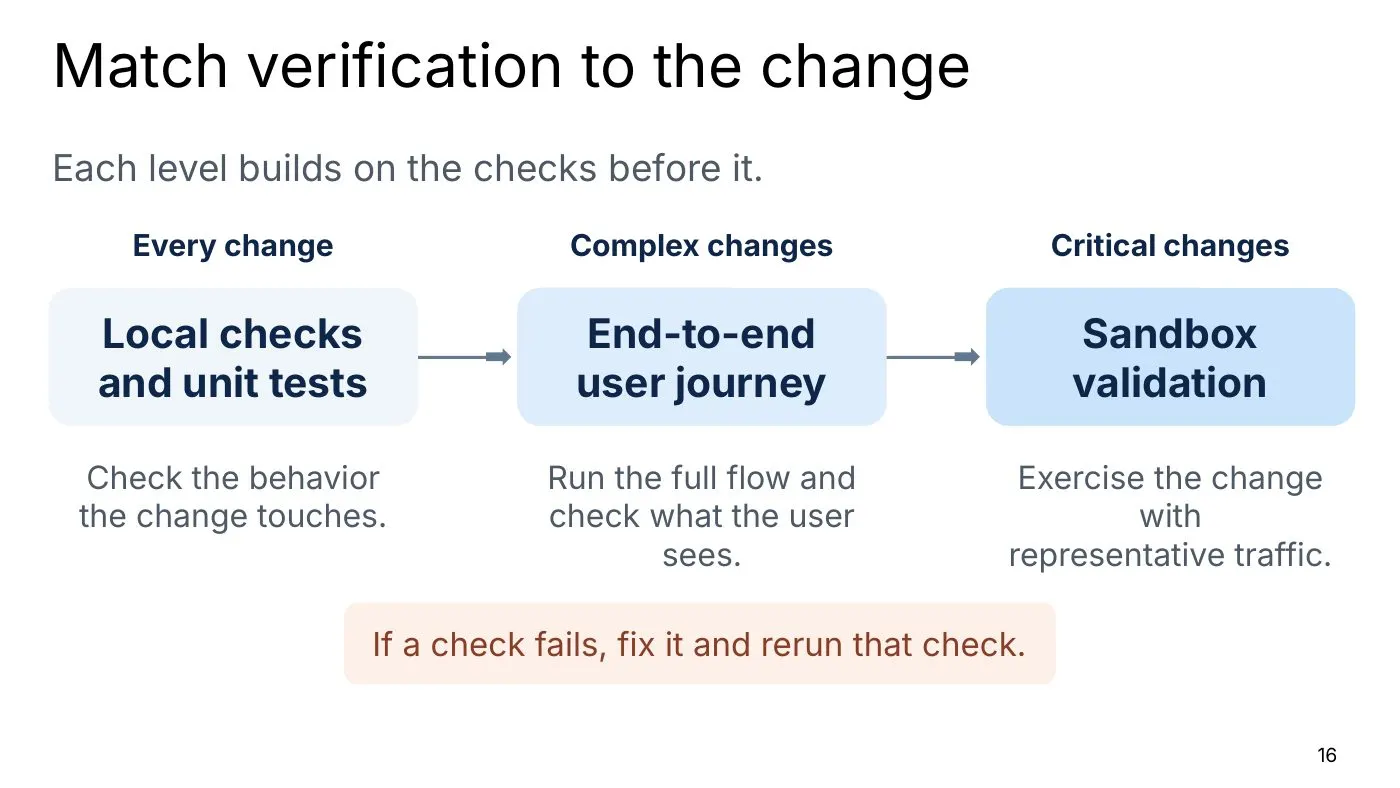 Match verification to the change
Each level builds on the checks before it.
Every change
Local checks
and unit tests
Check the behavior
the change touches.
Complex changes
End-to-end
user journey
Run the full flow and
check what the user
sees.
Critical changes
Sandbox
validation
Exercise the change
with
representative traffic.
If a check fails, fix it and rerun that check.
16